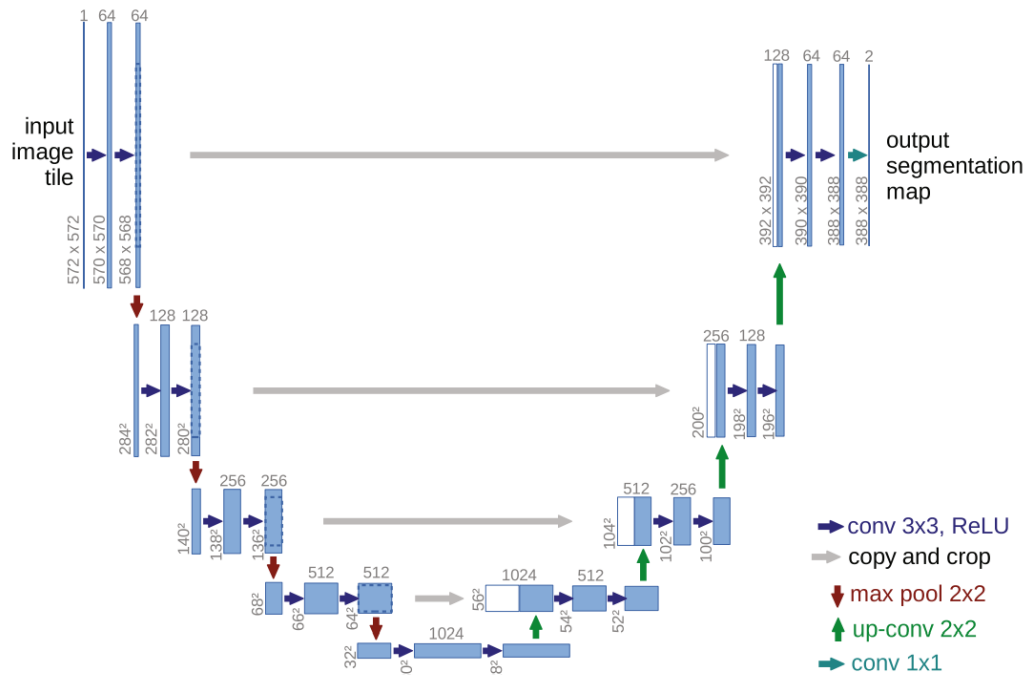 1 64 64
input
image
tile
572 x 572
570 x 570
568 x 568
128 64 64 2
output
segmentation
map
392 x 392
390 x 390
388 x 388
388 x 388
128 128
284²
282²
280²
256 128
200²
198²
196²
256 256
140²
138²
136²
512 256
104²
102²
100²
512 512
68²
66²
64²
1024 512
56²
54²
52²
1024
32²
0²
8²
conv 3x3, ReLU
copy and crop
max pool 2x2
up-conv 2x2
conv 1x1